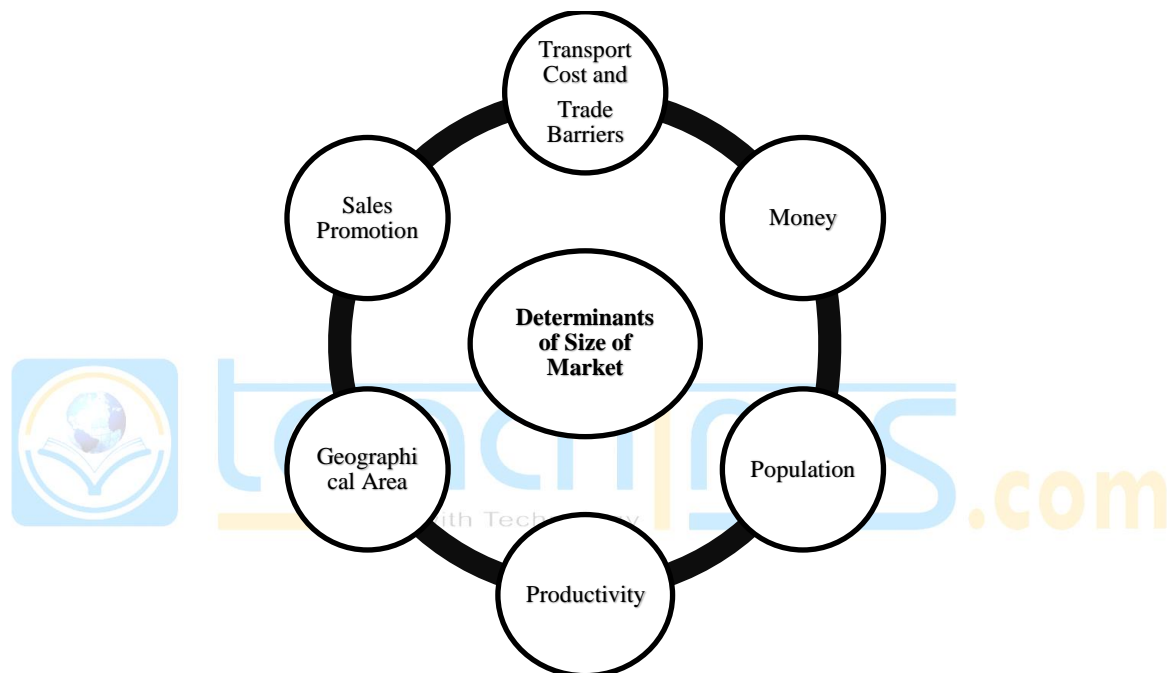 Transport
Cost and
Trade
Barriers
Money
Population
Productivity
Geographi
cal Area
Sales
Promotion
Determinants
of Size of
Market
.com